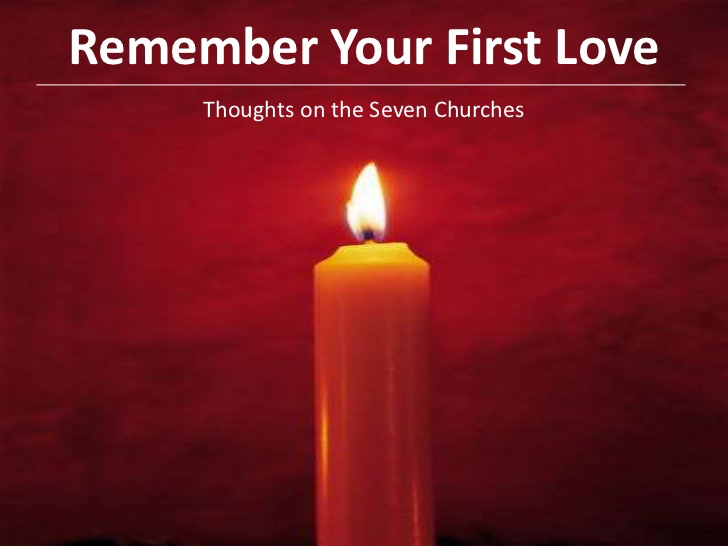 Remember Your First Love
Thoughts on the Seven Churches